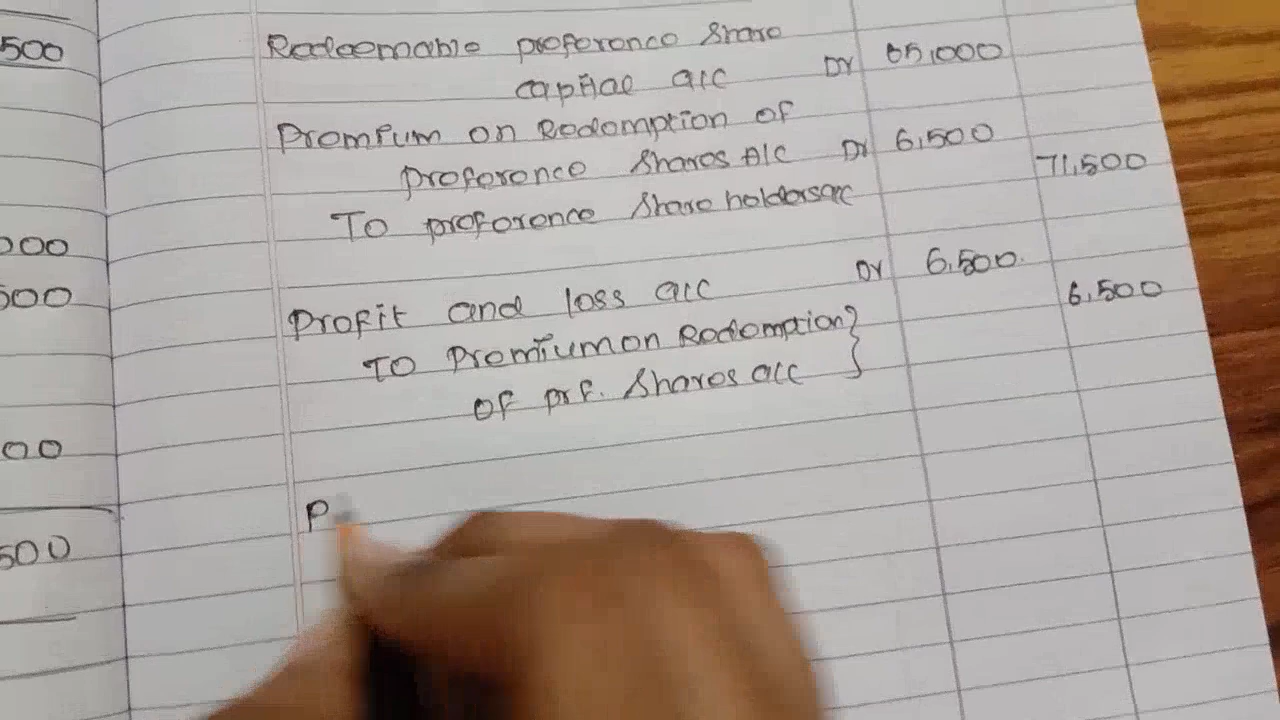 500
Redeemable preference share
capital a/c Dr 65,000
Premium on Redemption of
preference shares A/c Dr 6,500
71,500
To preference share holders a/c
000
500
Profit and loss a/c Dr 6,500
6,500
To Premium on Redemption }
of prf. shares a/c
00
P
500